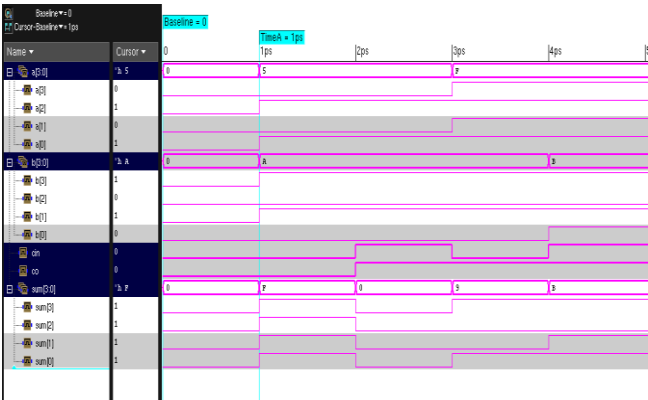 Baseline ▾= 0
Cursor-Baseline ▾= 1ps
Baseline = 0
TimeA = 1ps
Name ▾ Cursor ▾ 0 1ps 2ps 3ps 4ps
a[3:0] 'h 5 0 5 F
a[3] 0
a[2] 1
a[1] 0
a[0] 1
b[3:0] 'h A 0 A B
b[3] 1
b[2] 0
b[1] 1
b[0] 0
cin 0
co 0
sum[3:0] 'h F 0 F 0 9 B
sum[3] 1
sum[2] 1
sum[1] 1
sum[0] 1